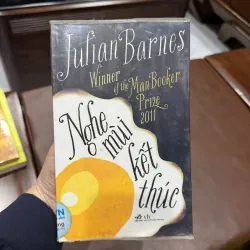 Julian Barnes
Winner
of the Man Booker
Prize
2011
Nghe
mùi
kết
thúc